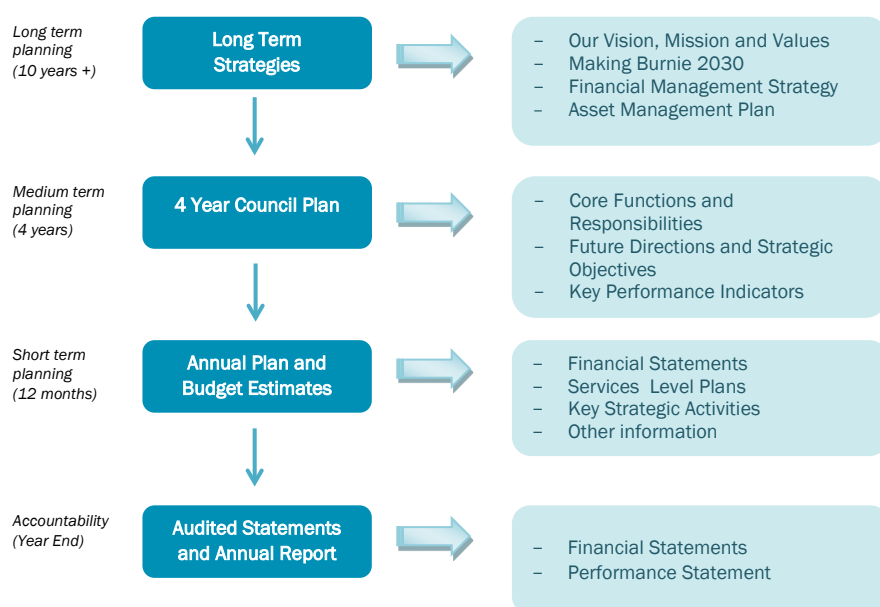 Long term
planning
(10 years +)
Long Term
Strategies
– Our Vision, Mission and Values
– Making Burnie 2030
– Financial Management Strategy
– Asset Management Plan
Medium term
planning
(4 years)
4 Year Council Plan
– Core Functions and
Responsibilities
– Future Directions and Strategic
Objectives
– Key Performance Indicators
Short term
planning
(12 months)
Annual Plan and
Budget Estimates
– Financial Statements
– Services Level Plans
– Key Strategic Activities
– Other information
Accountability
(Year End)
Audited Statements
and Annual Report
– Financial Statements
– Performance Statement